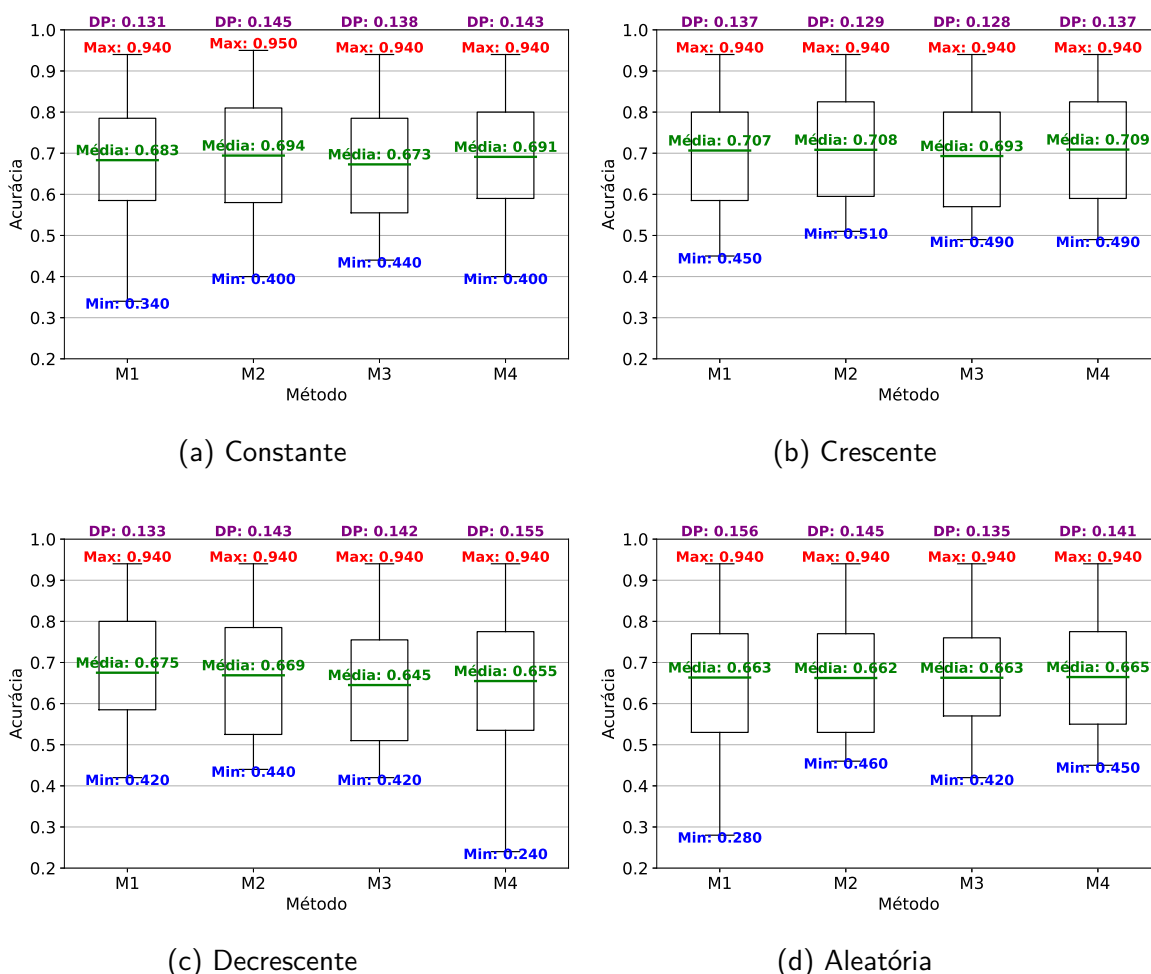 DP: 0.131 DP: 0.145 DP: 0.138 DP: 0.143
1.0
Max: 0.940 Max: 0.950 Max: 0.940 Max: 0.940
0.9
0.8
Média: 0.683 Média: 0.694 Média: 0.673 Média: 0.691
0.7
0.6
0.5
Min: 0.340 Min: 0.400 Min: 0.440 Min: 0.400
0.4
0.3
0.2
Acurácia
M1 M2 M3 M4
Método
(a) Constante
DP: 0.137 DP: 0.129 DP: 0.128 DP: 0.137
1.0
Max: 0.940 Max: 0.940 Max: 0.940 Max: 0.940
0.9
0.8
Média: 0.707 Média: 0.708 Média: 0.693 Média: 0.709
0.7
0.6
0.5
Min: 0.450 Min: 0.510 Min: 0.490 Min: 0.490
0.4
0.3
0.2
Acurácia
M1 M2 M3 M4
Método
(b) Crescente
DP: 0.133 DP: 0.143 DP: 0.142 DP: 0.155
1.0
Max: 0.940 Max: 0.940 Max: 0.940 Max: 0.940
0.9
0.8
0.7
Média: 0.675 Média: 0.669 Média: 0.645 Média: 0.655
0.6
0.5
Min: 0.420 Min: 0.440 Min: 0.420 Min: 0.240
0.4
0.3
0.2
Acurácia
M1 M2 M3 M4
Método
(c) Decrescente
DP: 0.156 DP: 0.145 DP: 0.135 DP: 0.141
1.0
Max: 0.940 Max: 0.940 Max: 0.940 Max: 0.940
0.9
0.8
0.7
Média: 0.663 Média: 0.662 Média: 0.663 Média: 0.665
0.6
0.5
Min: 0.280 Min: 0.460 Min: 0.420 Min: 0.450
0.4
0.3
0.2
Acurácia
M1 M2 M3 M4
Método
(d) Aleatória